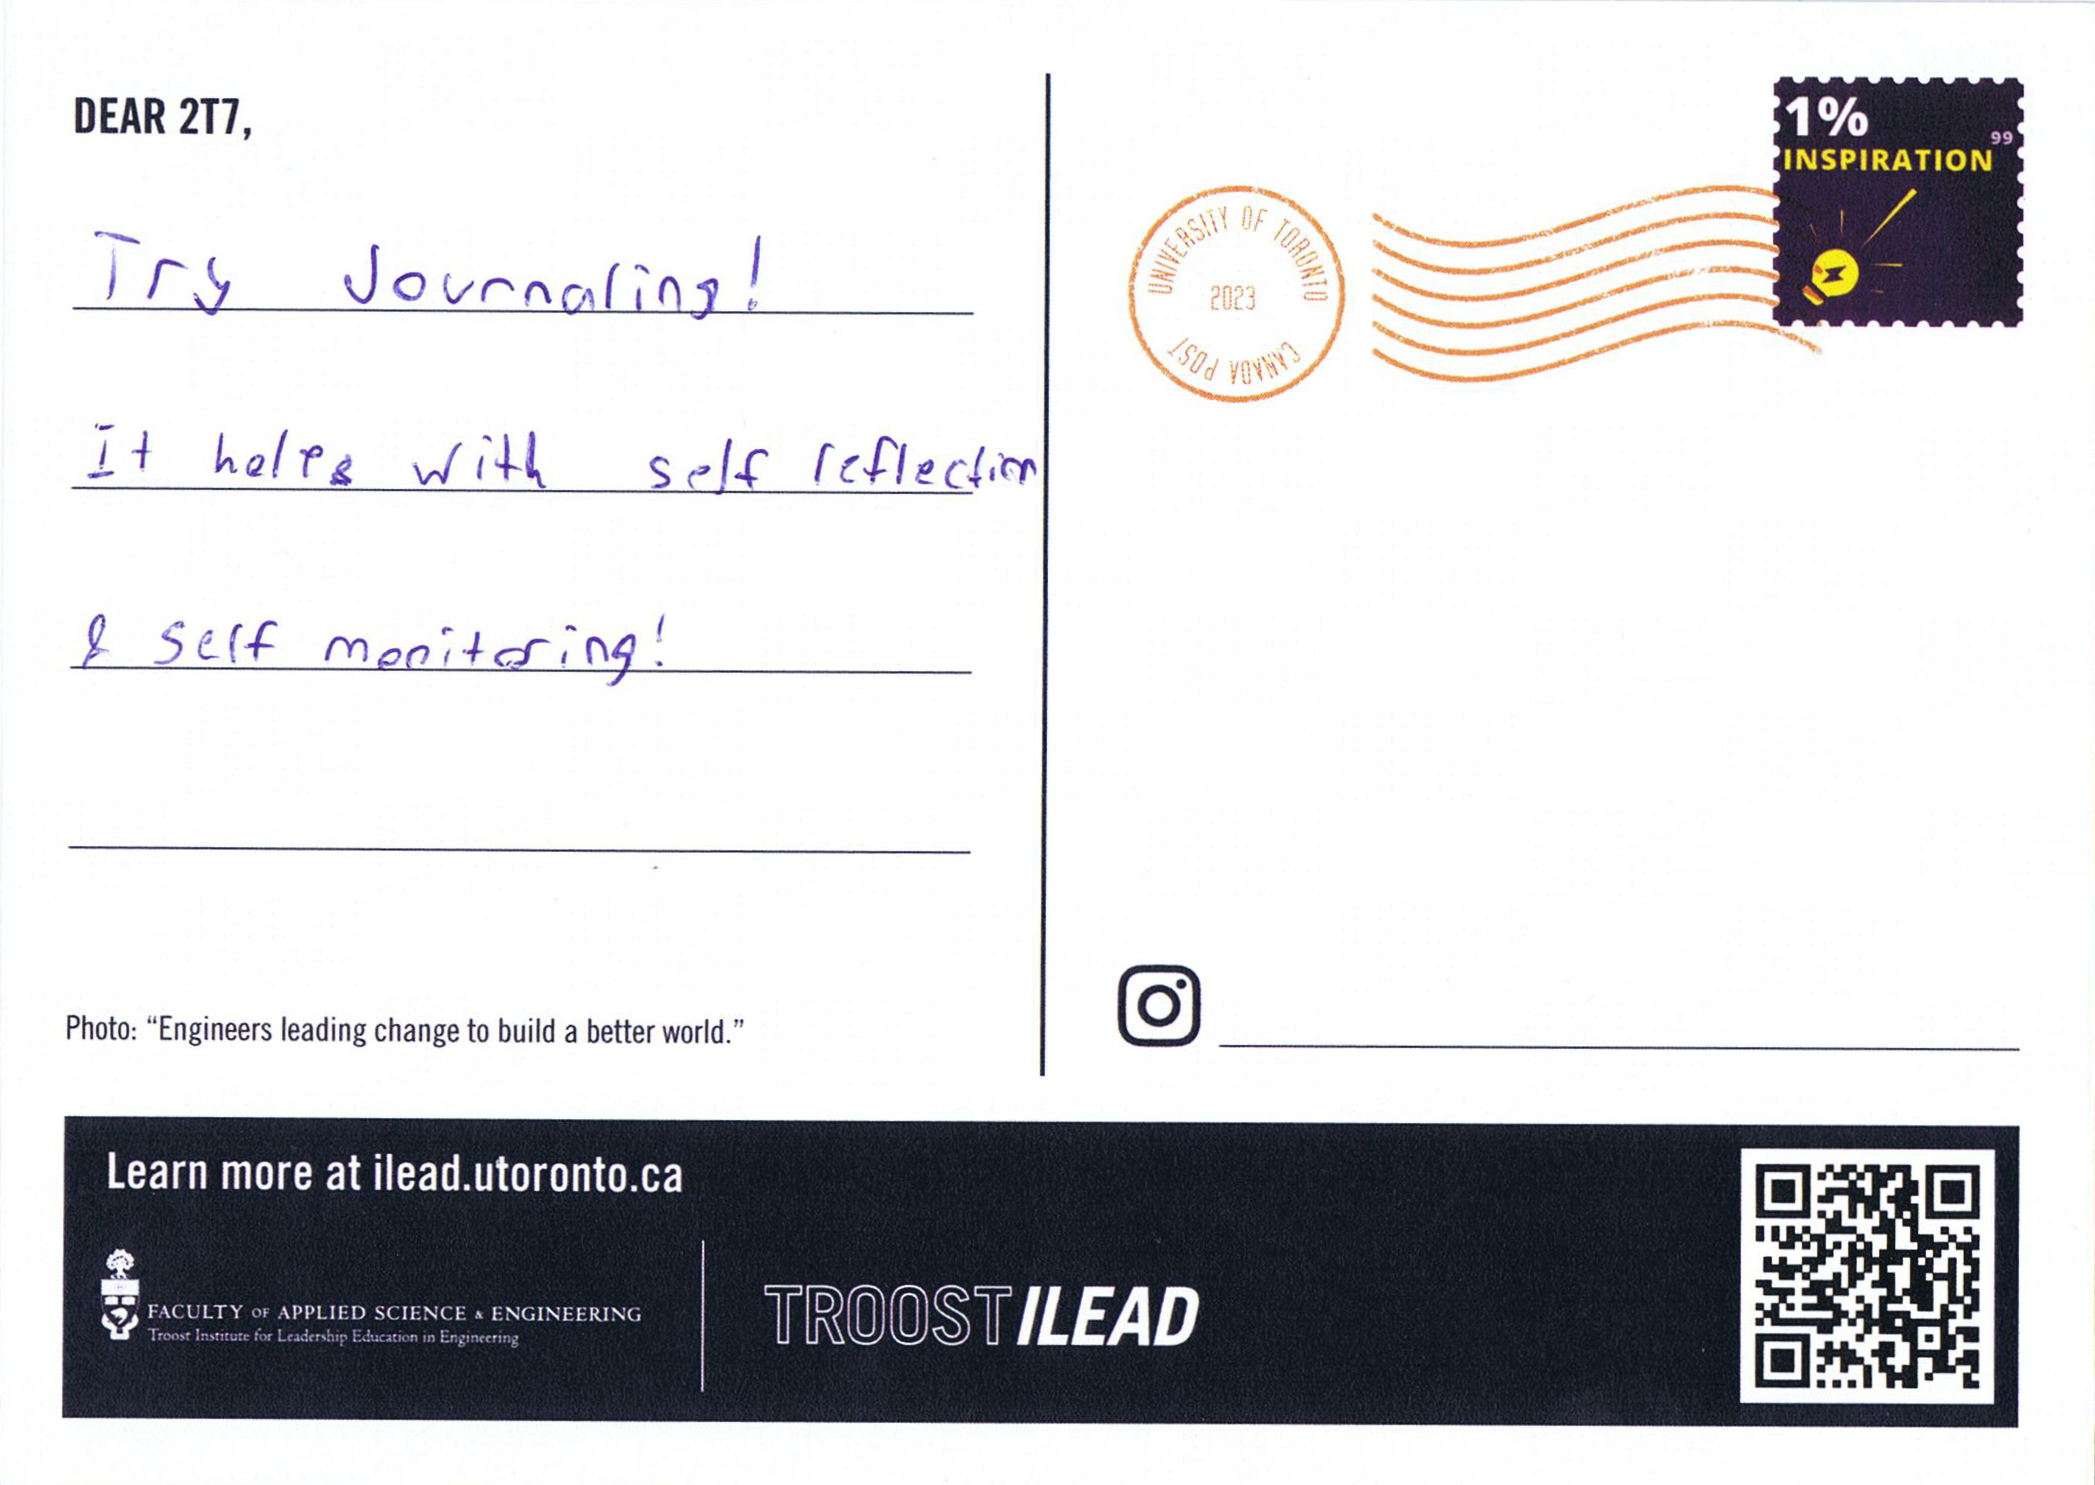 DEAR 2T7,
Try Journaling!
It helps with self reflection
& self monitoring!
Photo: “Engineers leading change to build a better world.”
UNIVERSITY OF TORONTO
2023
CANADA POST
1%
99
INSPIRATION
Learn more at ilead.utoronto.ca
FACULTY OF APPLIED SCIENCE & ENGINEERING
Troost Institute for Leadership Education in Engineering
TROOST ILEAD